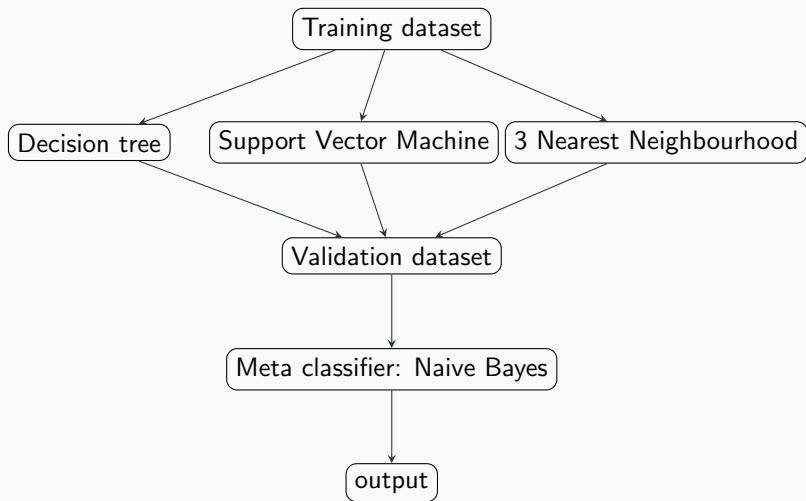 Training dataset
Decision tree
Support Vector Machine
3 Nearest Neighbourhood
Validation dataset
Meta classifier: Naive Bayes
output